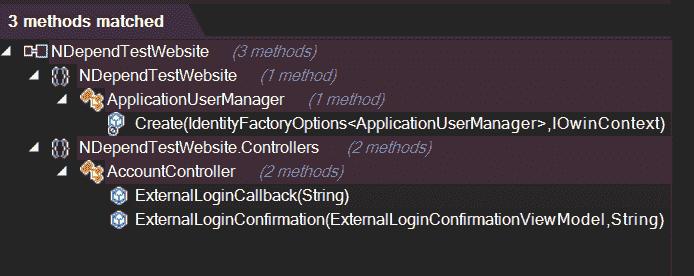 3 methods matched
NDependTestWebsite (3 methods)
NDependTestWebsite (1 method)
ApplicationUserManager (1 method)
Create(IdentityFactoryOptions<ApplicationUserManager>,IOwinContext)
NDependTestWebsite.Controllers (2 methods)
AccountController (2 methods)
ExternalLoginCallback(String)
ExternalLoginConfirmation(ExternalLoginConfirmationViewModel,String)